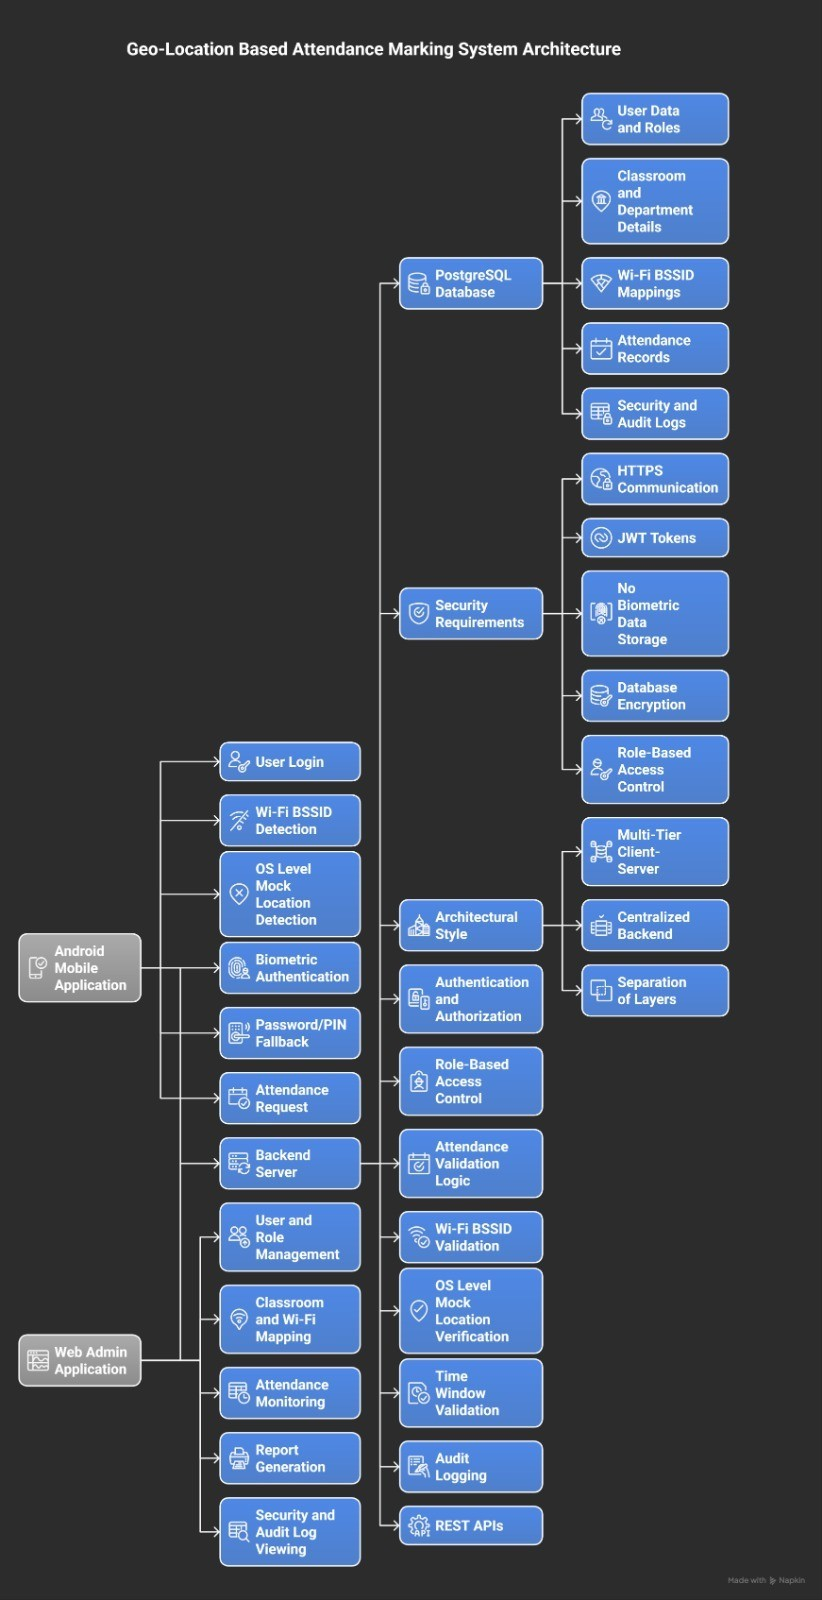 Geo-Location Based Attendance Marking System Architecture
User Data
and Roles
Classroom
and
Department
Details
PostgreSQL
Database
Wi-Fi BSSID
Mappings
Attendance
Records
Security and
Audit Logs
HTTPS
Communication
JWT Tokens
Security
Requirements
No
Biometric
Data
Storage
Database
Encryption
Role-Based
Access
Control
User Login
Wi-Fi BSSID
Detection
OS Level
Mock
Location
Detection
Multi-Tier
Client-
Server
Architectural
Style
Centralized
Backend
Separation
of Layers
Android
Mobile
Application
Biometric
Authentication
Authentication
and
Authorization
Password/PIN
Fallback
Role-Based
Access
Control
Attendance
Request
Backend
Server
Attendance
Validation
Logic
User and
Role
Management
Wi-Fi BSSID
Validation
Classroom
and Wi-Fi
Mapping
OS Level
Mock
Location
Verification
Web Admin
Application
Attendance
Monitoring
Time
Window
Validation
Report
Generation
Audit
Logging
Security and
Audit Log
Viewing
API
REST APIs
Made with Napkin